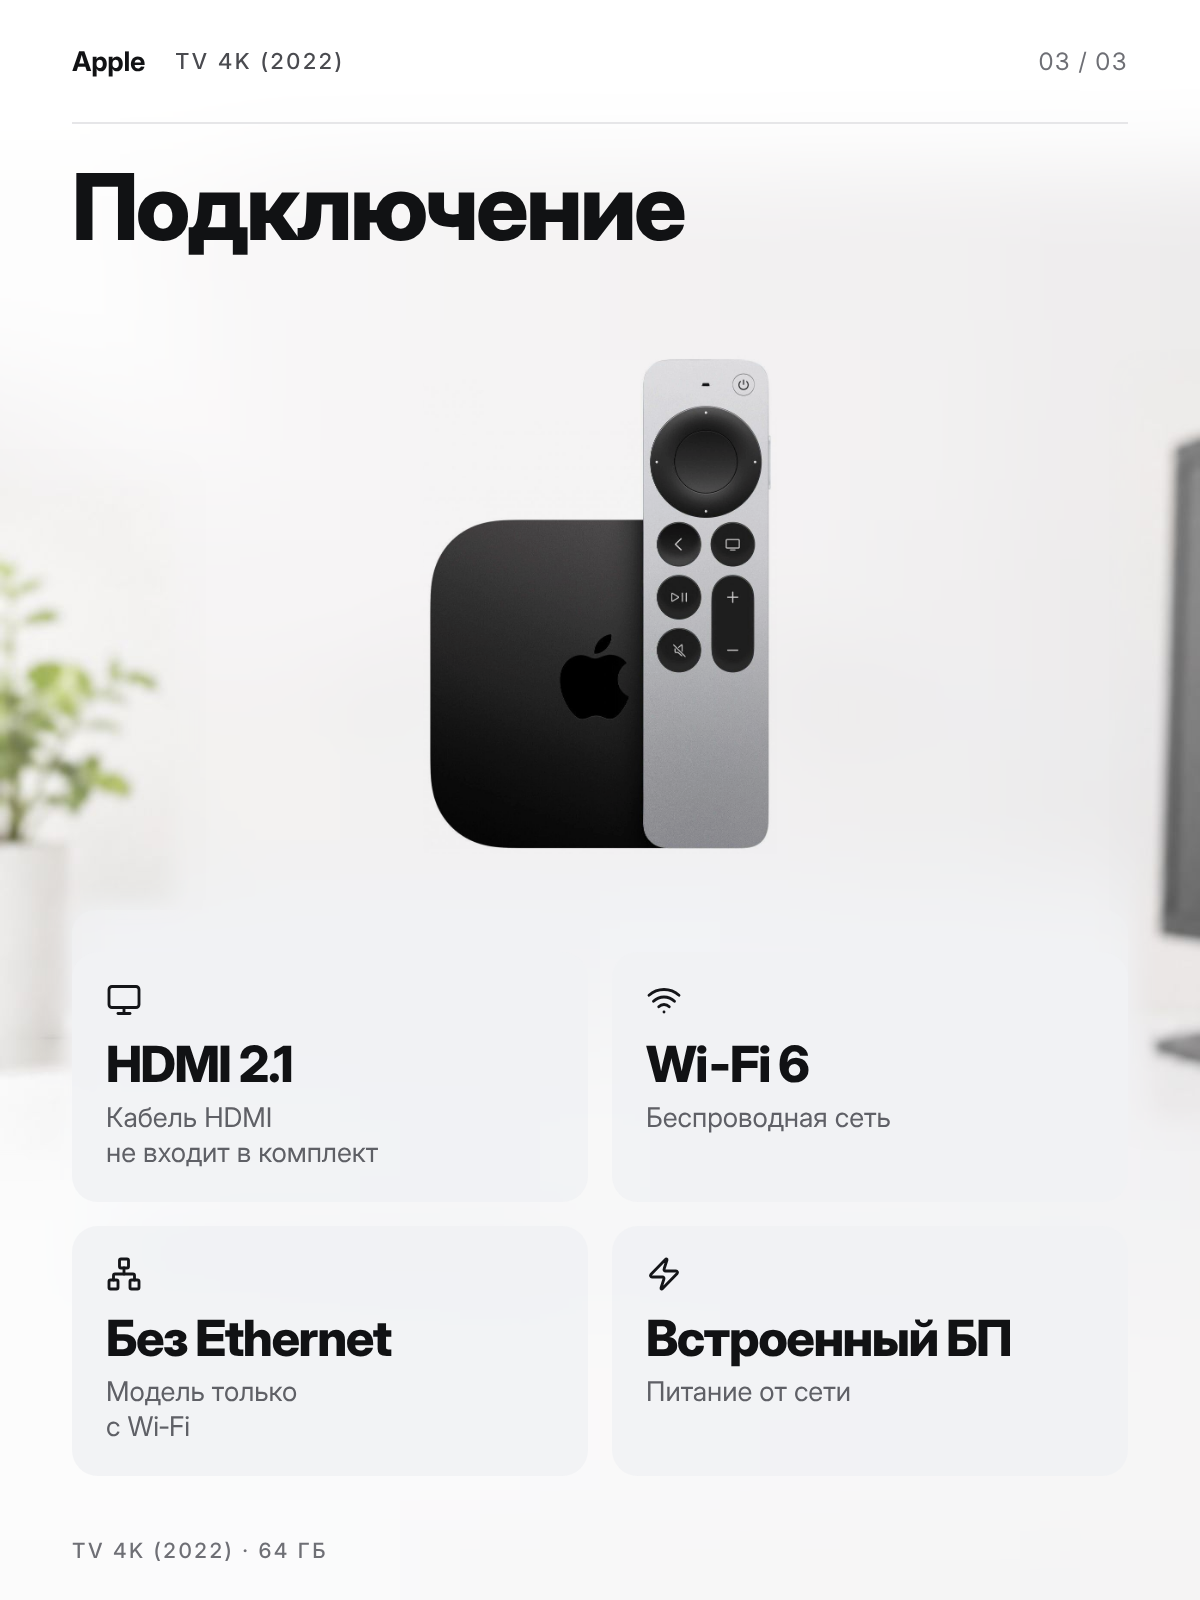 Apple TV 4K (2022) 03 / 03
Подключение
HDMI 2.1
Кабель HDMI
не входит в комплект
Wi-Fi 6
Беспроводная сеть
Без Ethernet
Модель только
с Wi-Fi
Встроенный БП
Питание от сети
TV 4K (2022) · 64 ГБ